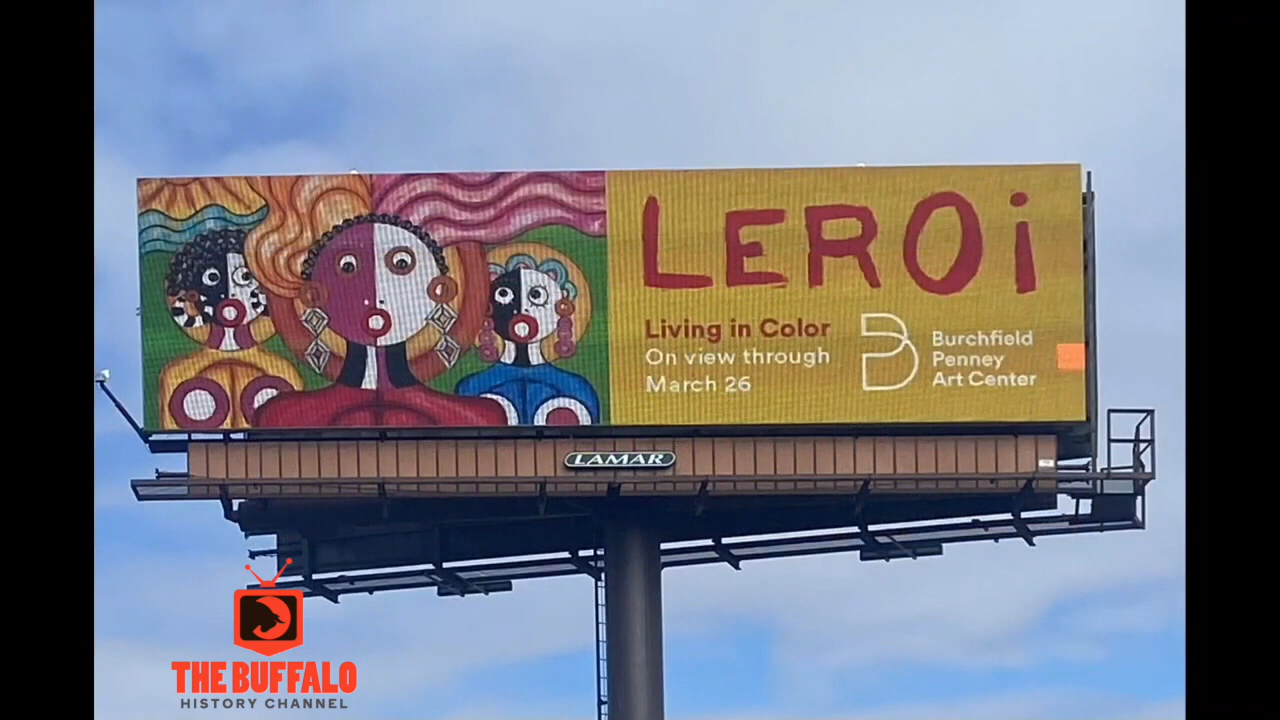 LEROi
Living in Color
On view through
March 26
Burchfield
Penney
Art Center
LAMAR
THE BUFFALO
HISTORY CHANNEL